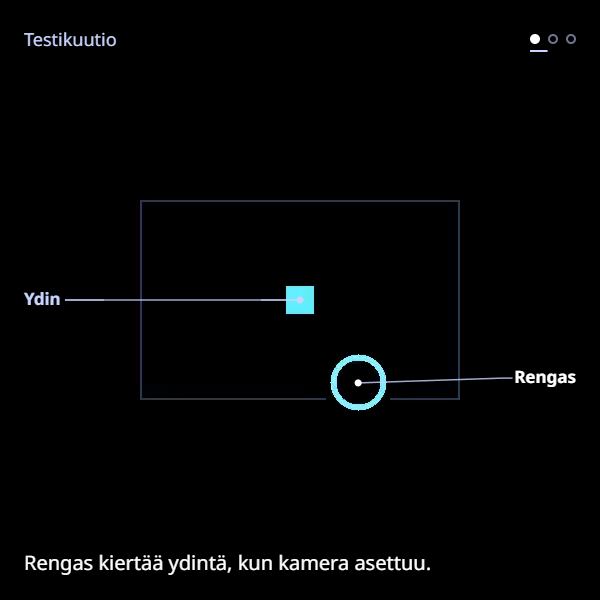 Testikuutio
Ydin
Rengas
Rengas kiertää ydintä, kun kamera asettuu.